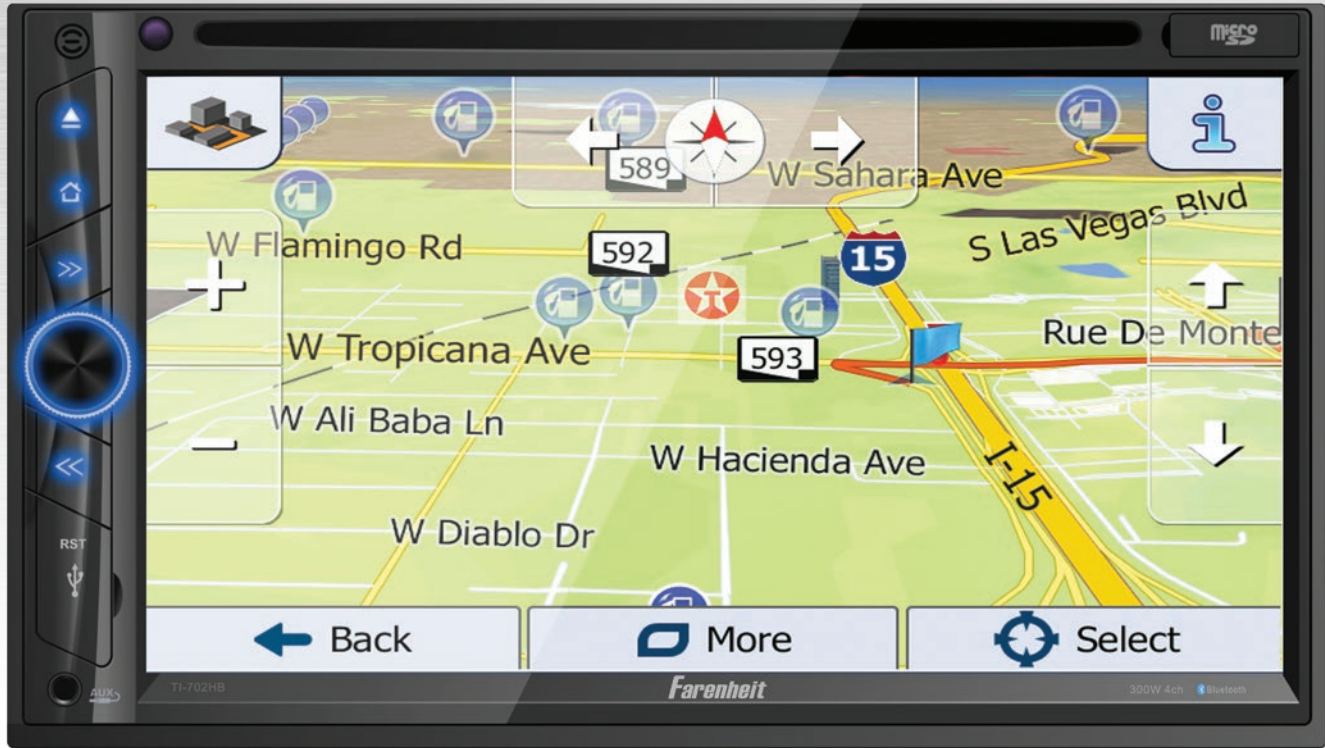 micro
SD
589
W Sahara Ave
S Las Vegas Blvd
W Flamingo Rd
592
15
Rue De Monte
W Tropicana Ave
593
W Ali Baba Ln
W Hacienda Ave
I-15
W Diablo Dr
RST
Back
More
Select
AUX
TI-702HB
Farenheit
300W 4ch
Bluetooth